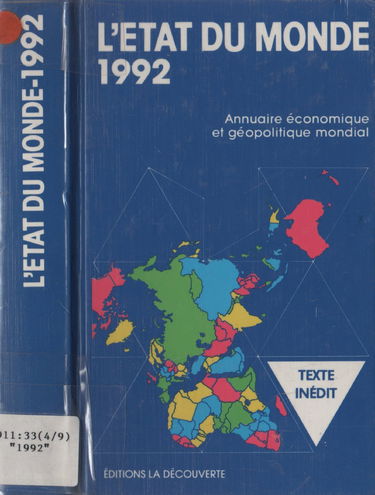 L'ETAT DU MONDE-1992
911:33(4/9)
"1992"
L'ETAT DU MONDE
1992
Annuaire économique
et géopolitique mondial
TEXTE
INÉDIT
ÉDITIONS LA DÉCOUVERTE